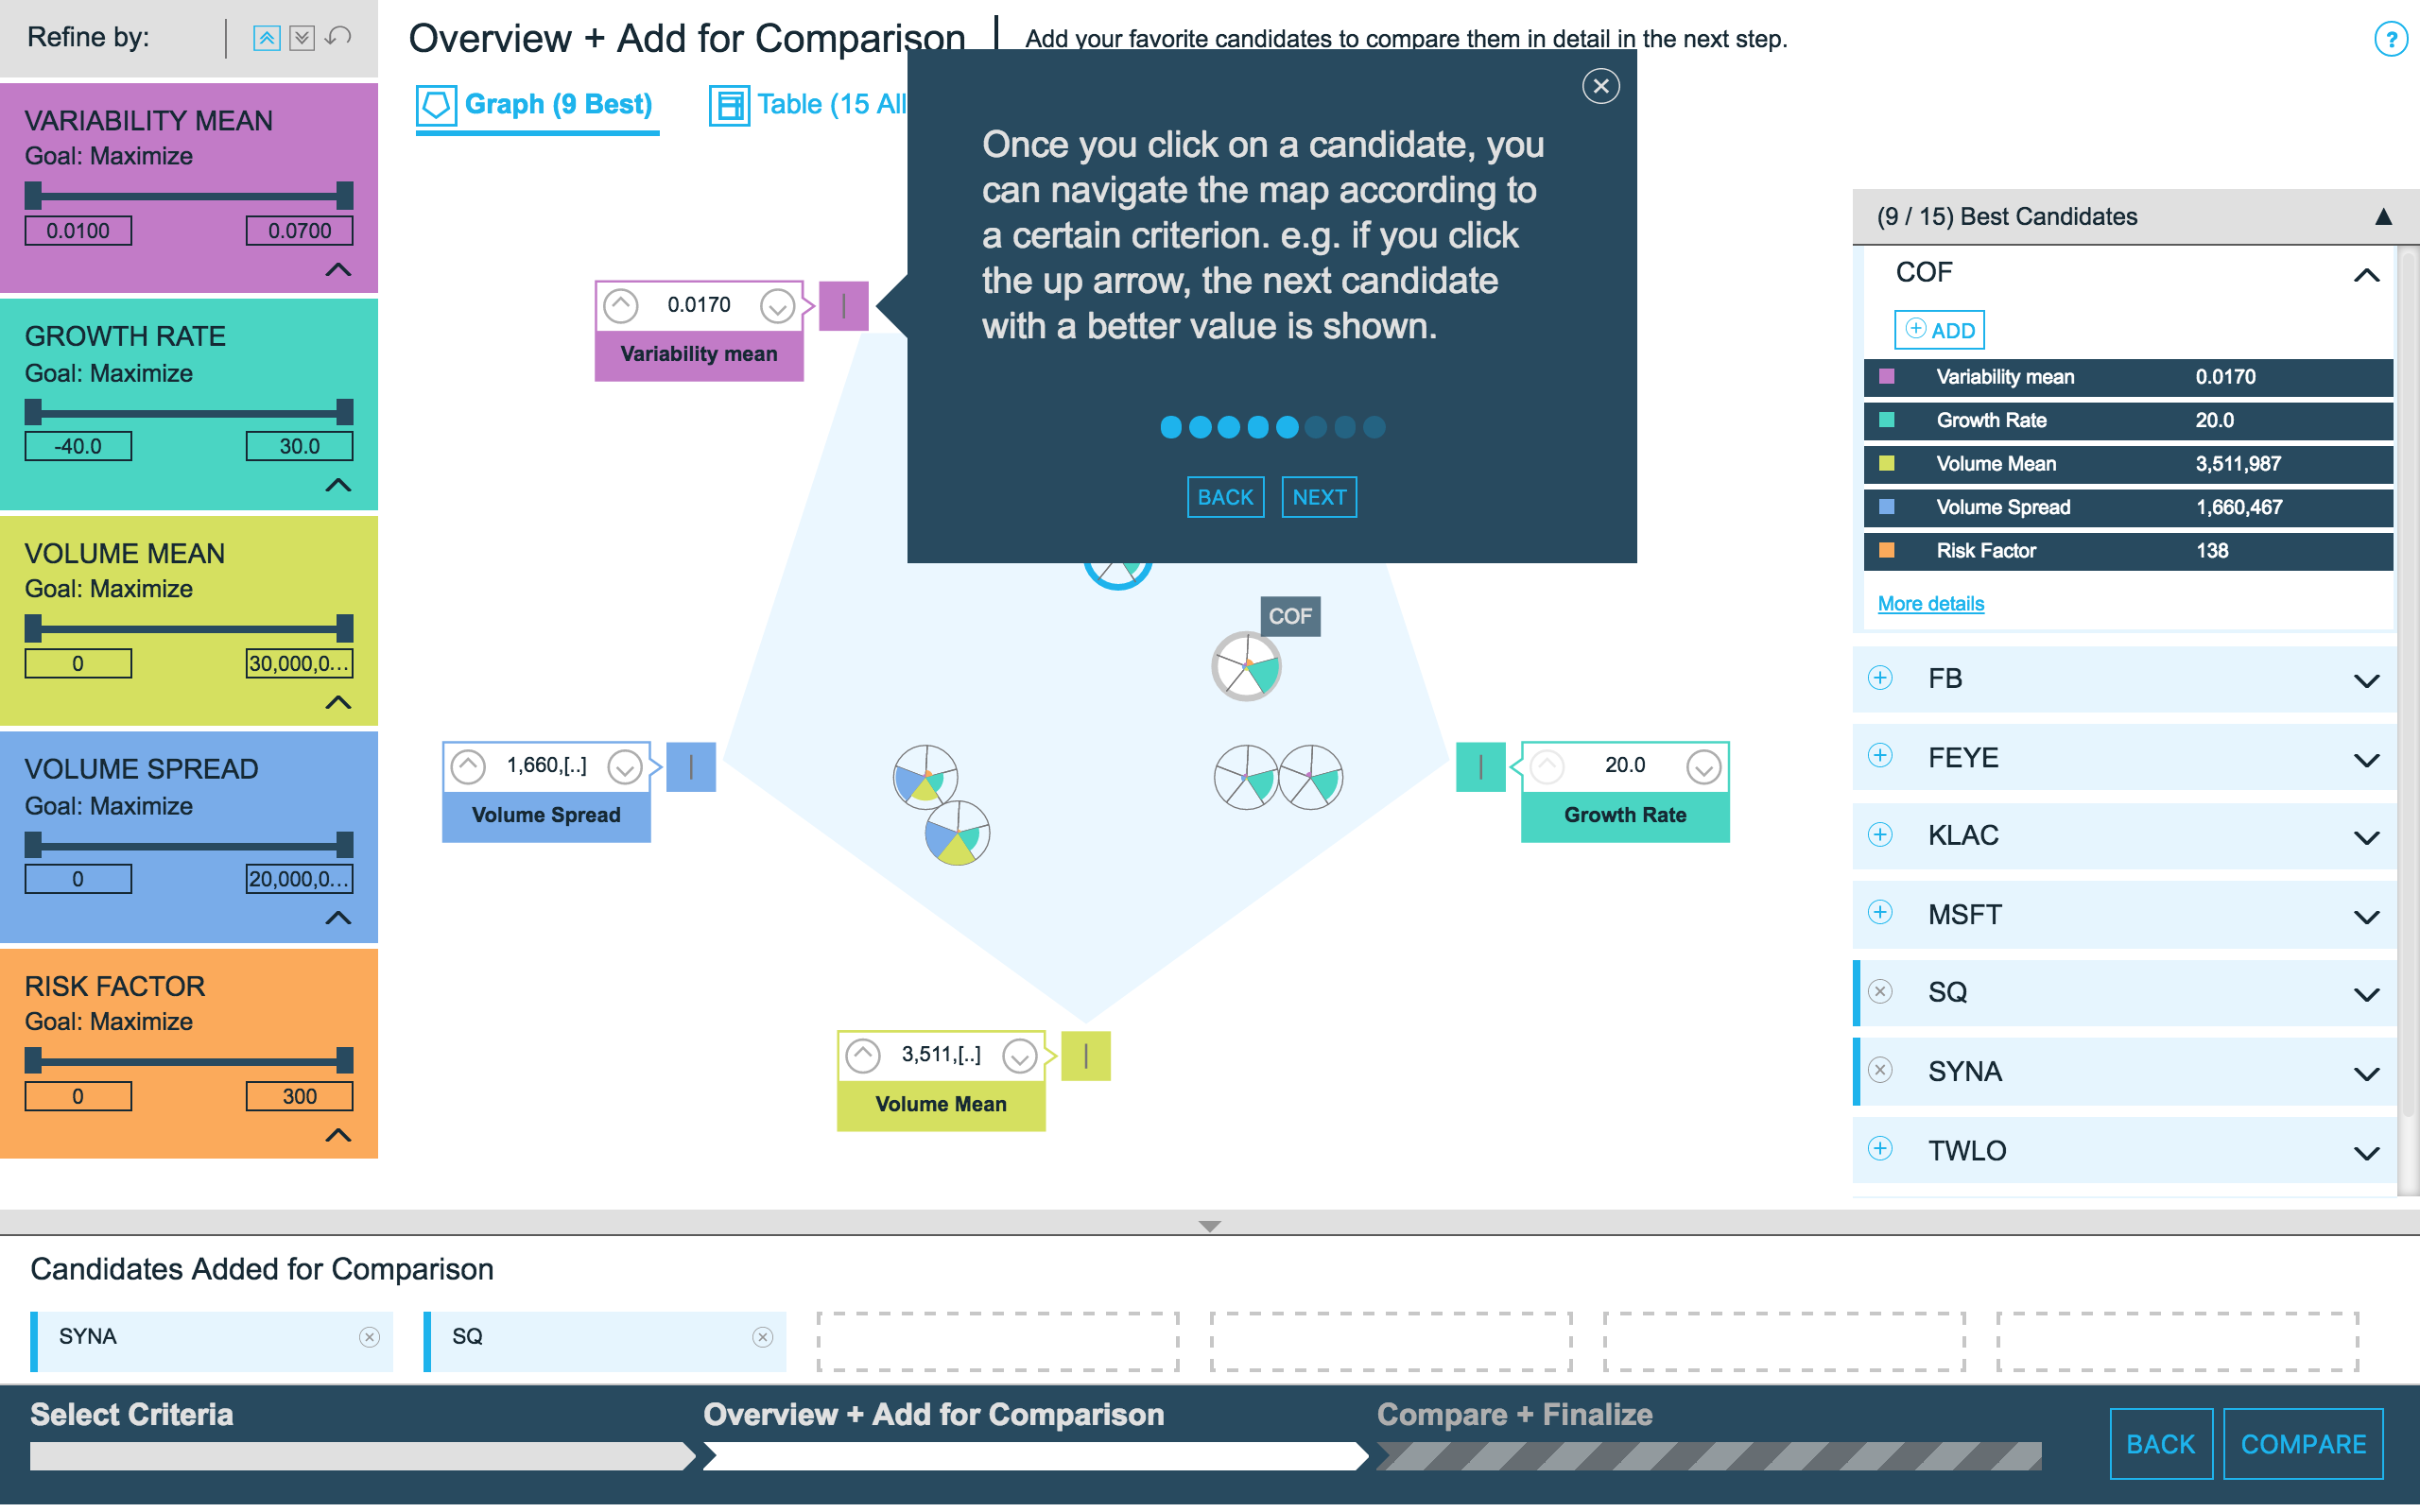 Refine by:
Overview + Add for Comparison
Add your favorite candidates to compare them in detail in the next step.
?
Graph (9 Best)
Table (15 All
VARIABILITY MEAN
Goal: Maximize
0.0100
0.0700
GROWTH RATE
Goal: Maximize
-40.0
30.0
VOLUME MEAN
Goal: Maximize
0
30,000,0...
VOLUME SPREAD
Goal: Maximize
0
20,000,0...
RISK FACTOR
Goal: Maximize
0
300
Once you click on a candidate, you
can navigate the map according to
a certain criterion. e.g. if you click
the up arrow, the next candidate
with a better value is shown.
BACK
NEXT
0.0170
Variability mean
COF
1,660,[..]
Volume Spread
20.0
Growth Rate
3,511,[..]
Volume Mean
(9 / 15) Best Candidates
COF
ADD
Variability mean 0.0170
Growth Rate 20.0
Volume Mean 3,511,987
Volume Spread 1,660,467
Risk Factor 138
More details
FB
FEYE
KLAC
MSFT
SQ
SYNA
TWLO
Candidates Added for Comparison
SYNA
SQ
Select Criteria
Overview + Add for Comparison
Compare + Finalize
BACK
COMPARE